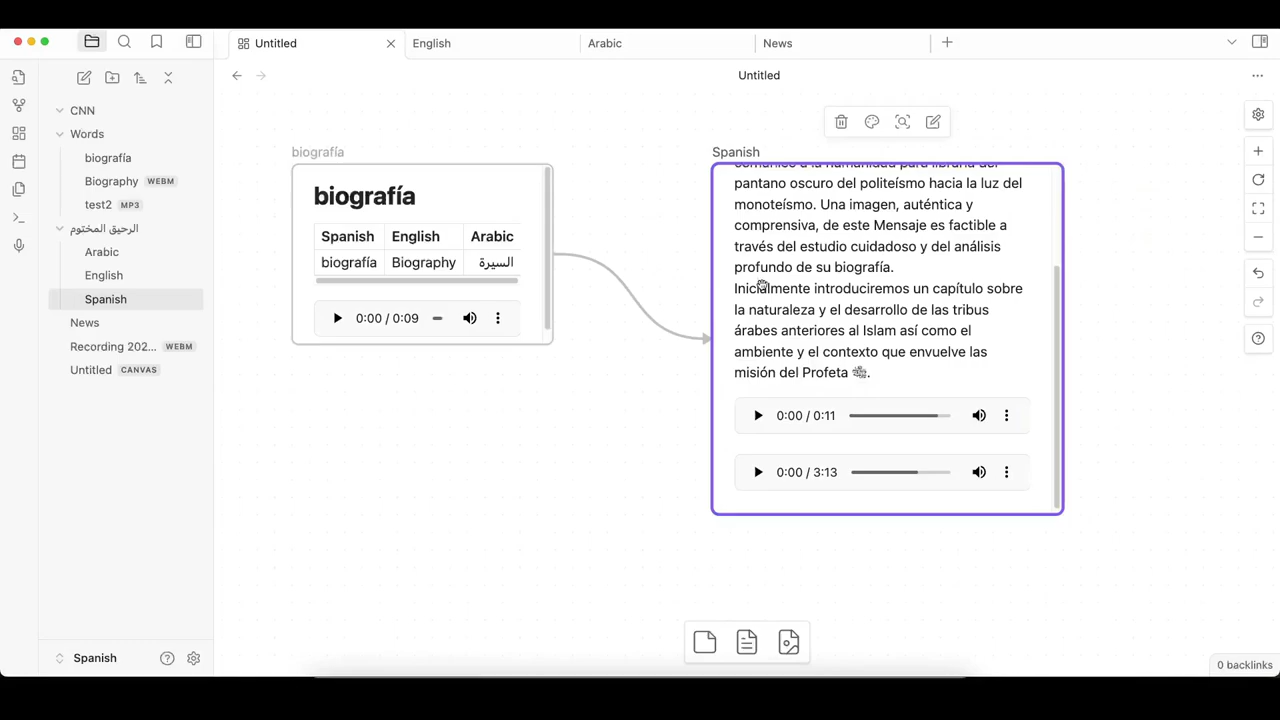 Untitled
English
Arabic
News
Untitled
CNN
Words
biografía
Biography WEBM
test2 MP3
الرحيق المختوم
Arabic
English
Spanish
News
Recording 202... WEBM
Untitled CANVAS
Spanish
biografía
biografía
Spanish English Arabic
biografía Biography السيرة
0:00 / 0:09
Spanish
pantano oscuro del politeísmo hacia la luz del
monoteísmo. Una imagen, auténtica y
comprensiva, de este Mensaje es factible a
través del estudio cuidadoso y del análisis
profundo de su biografía.
Inicialmente introduciremos un capítulo sobre
la naturaleza y el desarrollo de las tribus
árabes anteriores al Islam así como el
ambiente y el contexto que envuelve las
misión del Profeta ﷺ.
0:00 / 0:11
0:00 / 3:13
0 backlinks